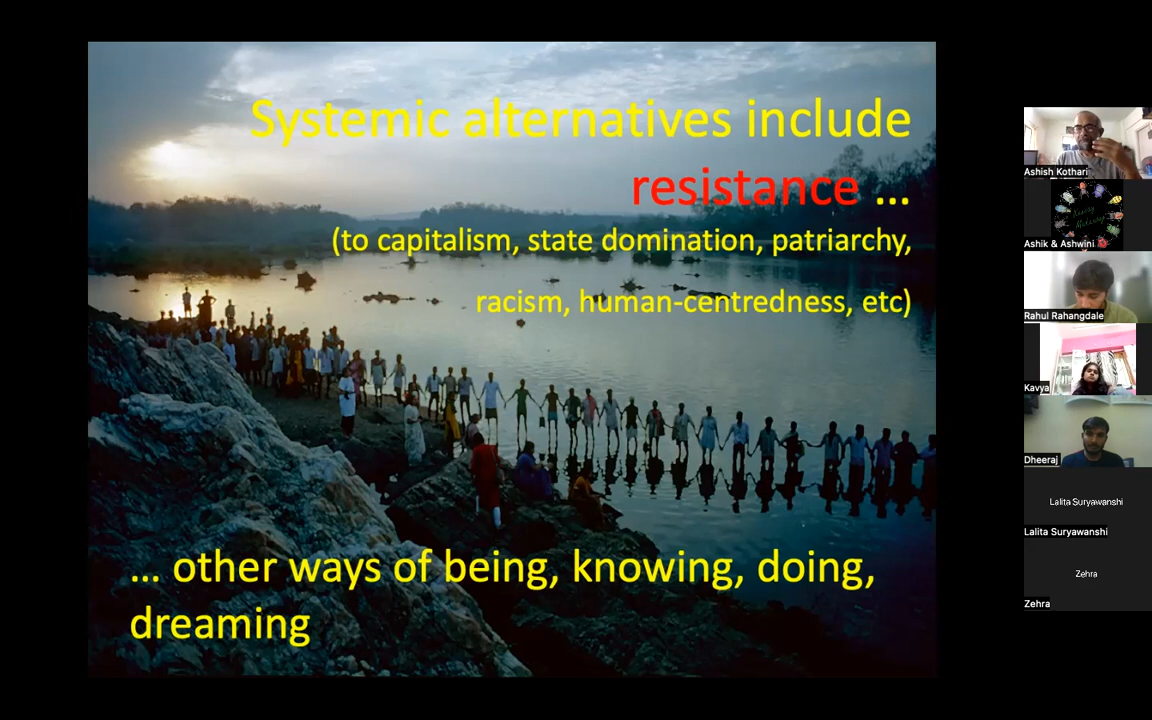 Systemic alternatives include
resistance ...
(to capitalism, state domination, patriarchy,
racism, human-centredness, etc)
... other ways of being, knowing, doing,
dreaming
Ashish Kothari
Ashik & Ashwini
Rahul Rahangdale
Kavya
Dheeraj
Lalita Suryawanshi
Lalita Suryawanshi
Zehra
Zehra